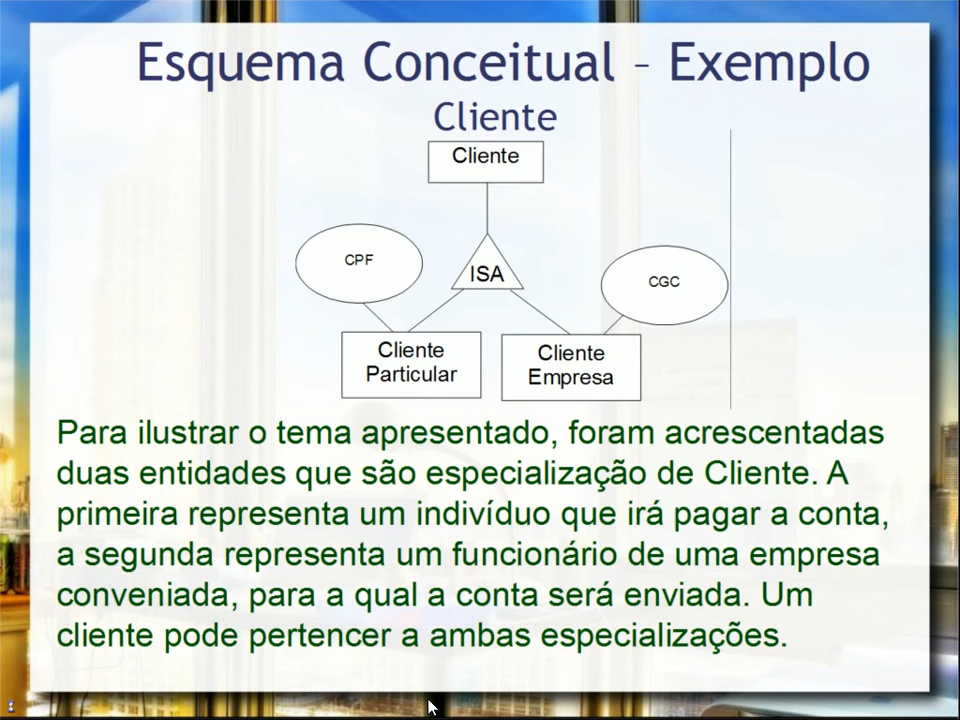 Esquema Conceitual – Exemplo
Cliente
Cliente
CPF
ISA
CGC
Cliente
Particular
Cliente
Empresa
Para ilustrar o tema apresentado, foram acrescentadas
duas entidades que são especialização de Cliente. A
primeira representa um indivíduo que irá pagar a conta,
a segunda representa um funcionário de uma empresa
conveniada, para a qual a conta será enviada. Um
cliente pode pertencer a ambas especializações.